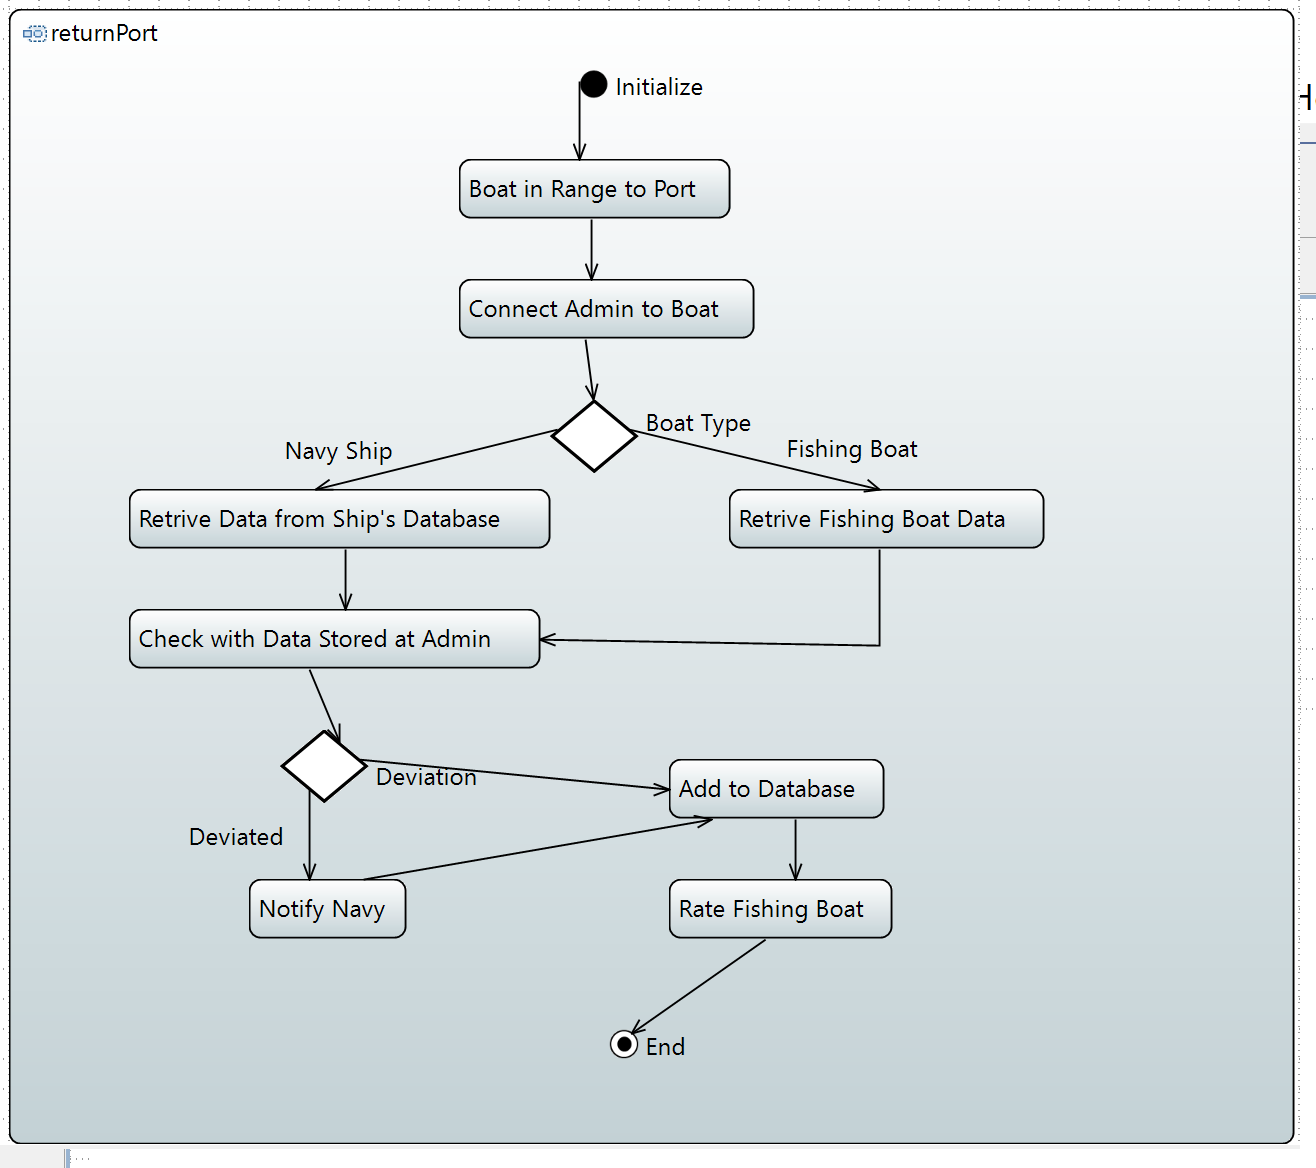 returnPort
Initialize
Boat in Range to Port
Connect Admin to Boat
Boat Type
Navy Ship
Fishing Boat
Retrive Data from Ship's Database
Retrive Fishing Boat Data
Check with Data Stored at Admin
Deviation
Add to Database
Deviated
Notify Navy
Rate Fishing Boat
End